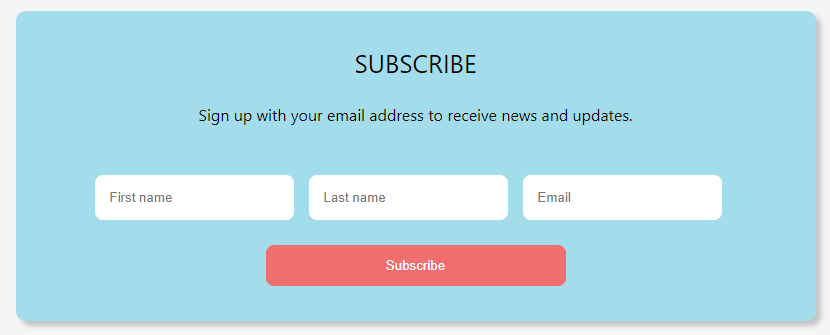 SUBSCRIBE
Sign up with your email address to receive news and updates.
First name Last name Email
Subscribe